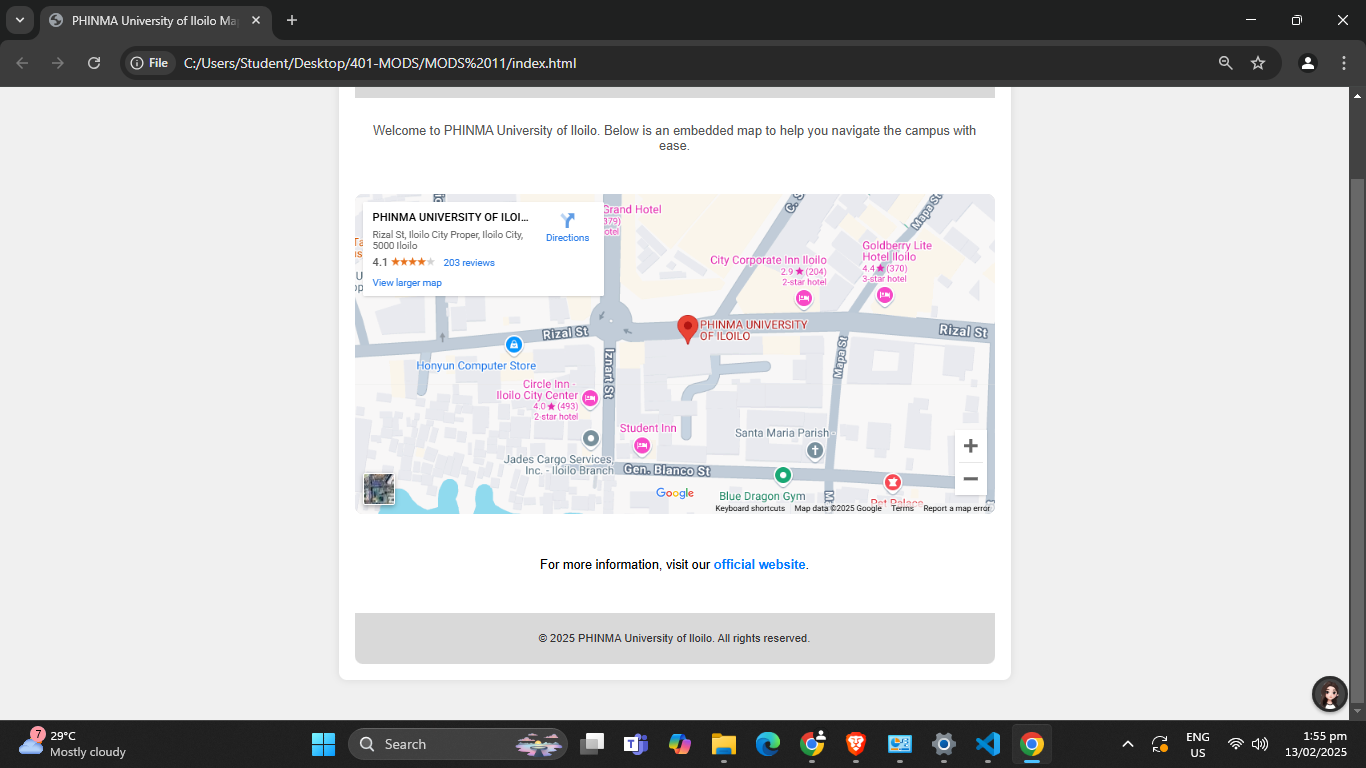 PHINMA University of Iloilo Ma
File
C:/Users/Student/Desktop/401-MODS/MODS%2011/index.html
Welcome to PHINMA University of Iloilo. Below is an embedded map to help you navigate the campus with
ease.
PHINMA UNIVERSITY OF ILOI...
Rizal St, Iloilo City Proper, Iloilo City,
5000 Iloilo
4.1
203 reviews
View larger map
Directions
Grand Hotel
379)
otel
C. S
Mapa St
City Corporate Inn Iloilo
2.9★(204)
2-star hotel
Goldberry Lite
Hotel Iloilo
4.4★(370)
3-star hotel
Rizal St
PHINMA UNIVERSITY
OF ILOILO
Rizal St
Honyun Computer Store
Iznart St
Mapa St
Circle Inn -
Iloilo City Center
4.0★(493)
2-star hotel
Student Inn
Santa Maria Parish
Jades Cargo Services,
Inc. - Iloilo Branch
Gen. Blanco St
Blue Dragon Gym
Pet Palace
Google
Keyboard shortcuts
Map data ©2025 Google
Terms
Report a map error
For more information, visit our official website.
© 2025 PHINMA University of Iloilo. All rights reserved.
7
29°C
Mostly cloudy
Search
ENG
US
1:55 pm
13/02/2025